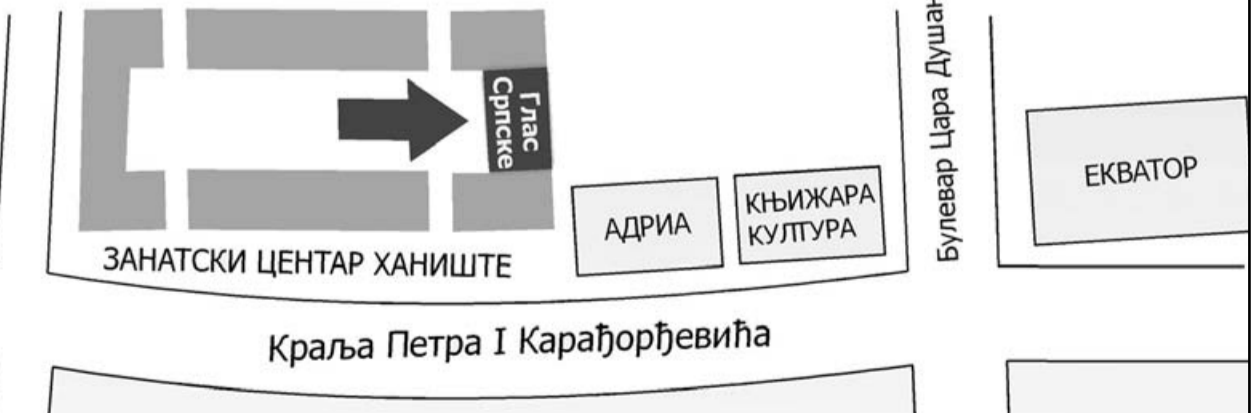 Глас
Српске
Булевар Цара Душан
ЕКВАТОР
АДРИА
КЊИЖАРА
КУЛТУРА
ЗАНАТСКИ ЦЕНТАР ХАНИШТЕ
Краља Петра I Карађорђевића